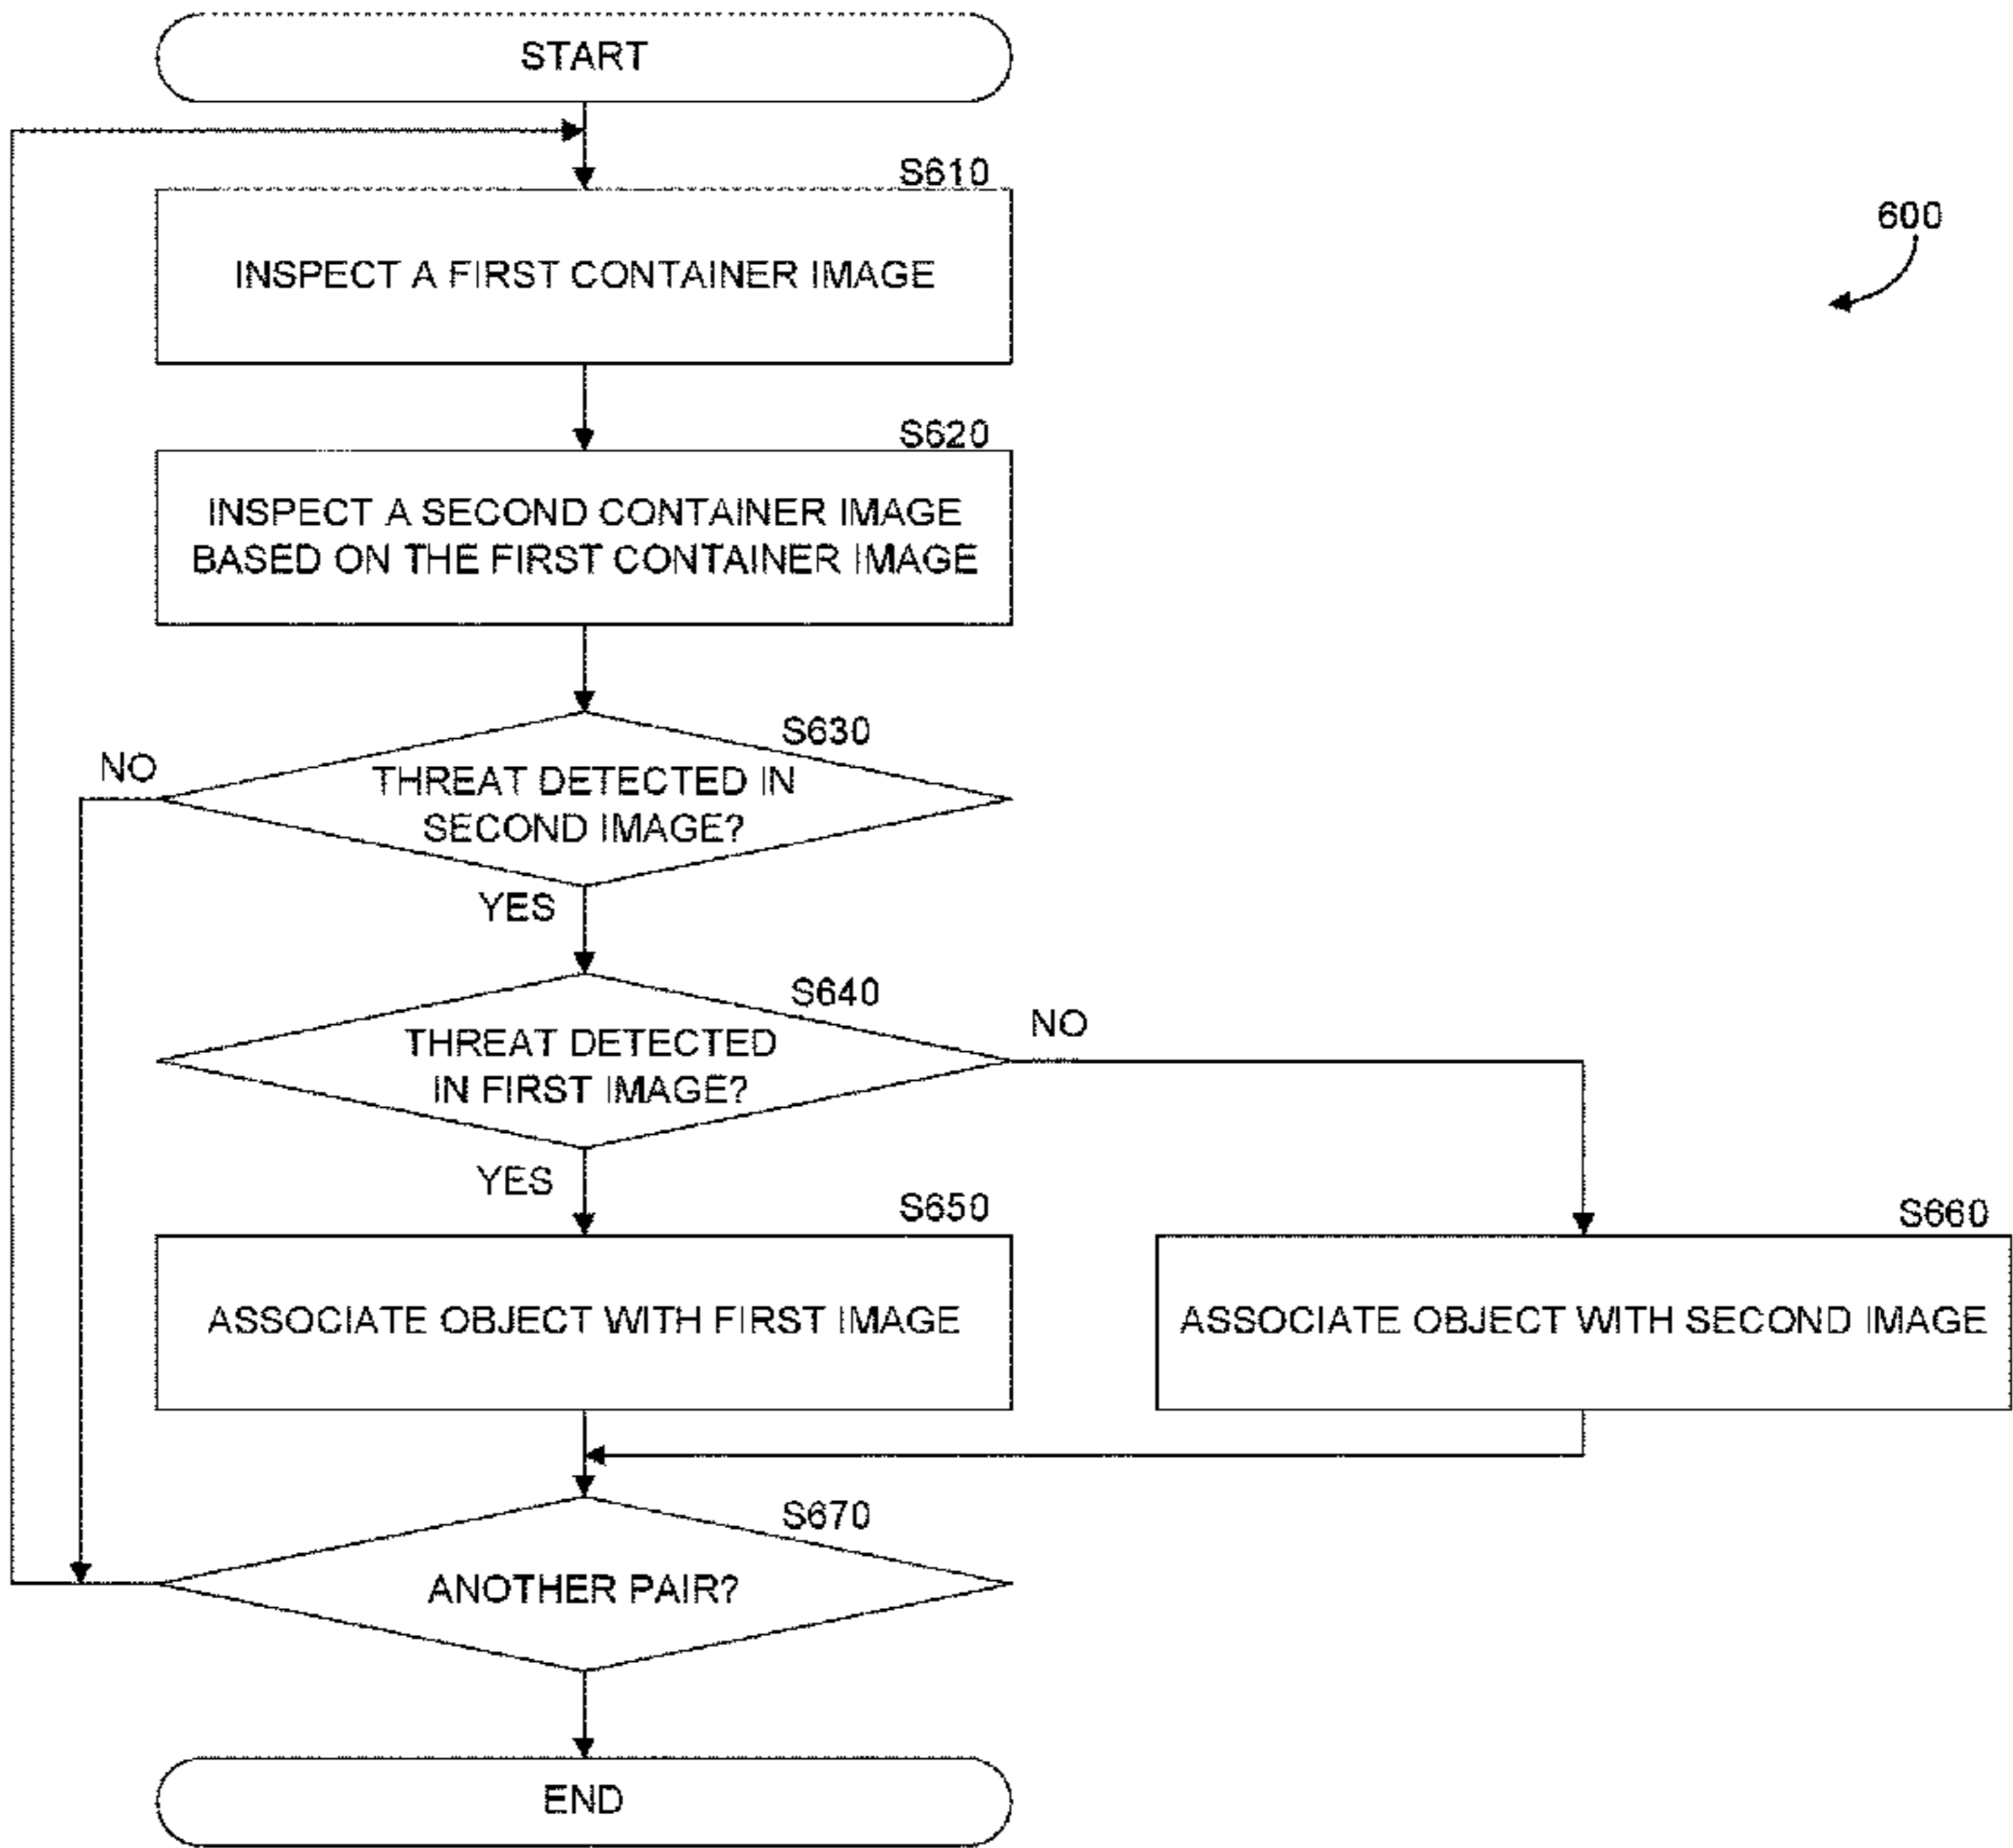 START
S610
INSPECT A FIRST CONTAINER IMAGE
600
S620
INSPECT A SECOND CONTAINER IMAGE
BASED ON THE FIRST CONTAINER IMAGE
S630
NO
THREAT DETECTED IN
SECOND IMAGE?
YES
S640
NO
THREAT DETECTED
IN FIRST IMAGE?
YES
S650
S660
ASSOCIATE OBJECT WITH FIRST IMAGE
ASSOCIATE OBJECT WITH SECOND IMAGE
S670
ANOTHER PAIR?
END